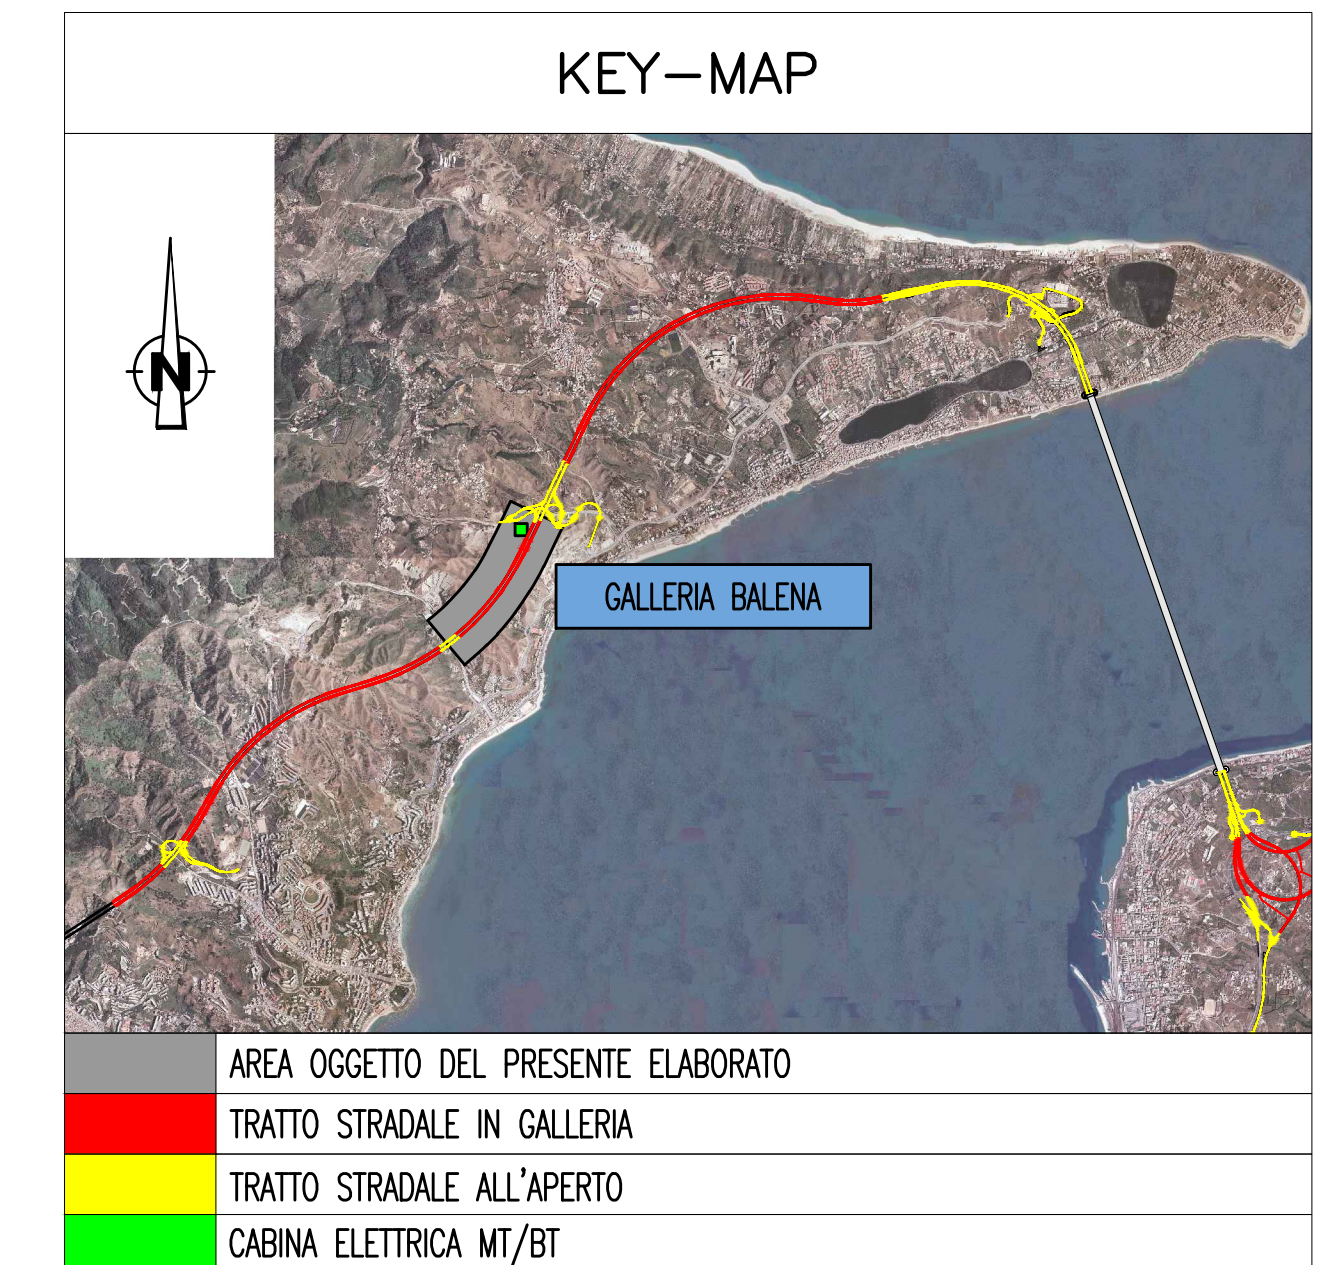 KEY-MAP
N
GALLERIA BALENA
AREA OGGETTO DEL PRESENTE ELABORATO
TRATTO STRADALE IN GALLERIA
TRATTO STRADALE ALL'APERTO
CABINA ELETTRICA MT/BT